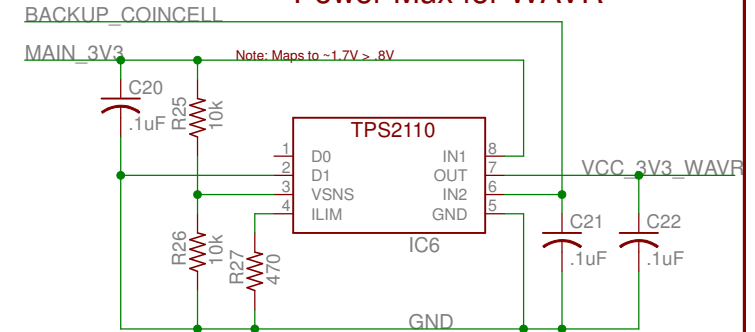 Power Mux for WAVR
BACKUP_COINCELL
MAIN_3V3
Note: Maps to ~1.7V > .8V
C20
.1uF
R25
10k
TPS2110
1 D0 IN1 8
2 D1 OUT 7
3 VSNS IN2 6
4 ILIM GND 5
IC6
VCC_3V3_WAVR
R26
10k
R27
470
C21
.1uF
C22
.1uF
GND